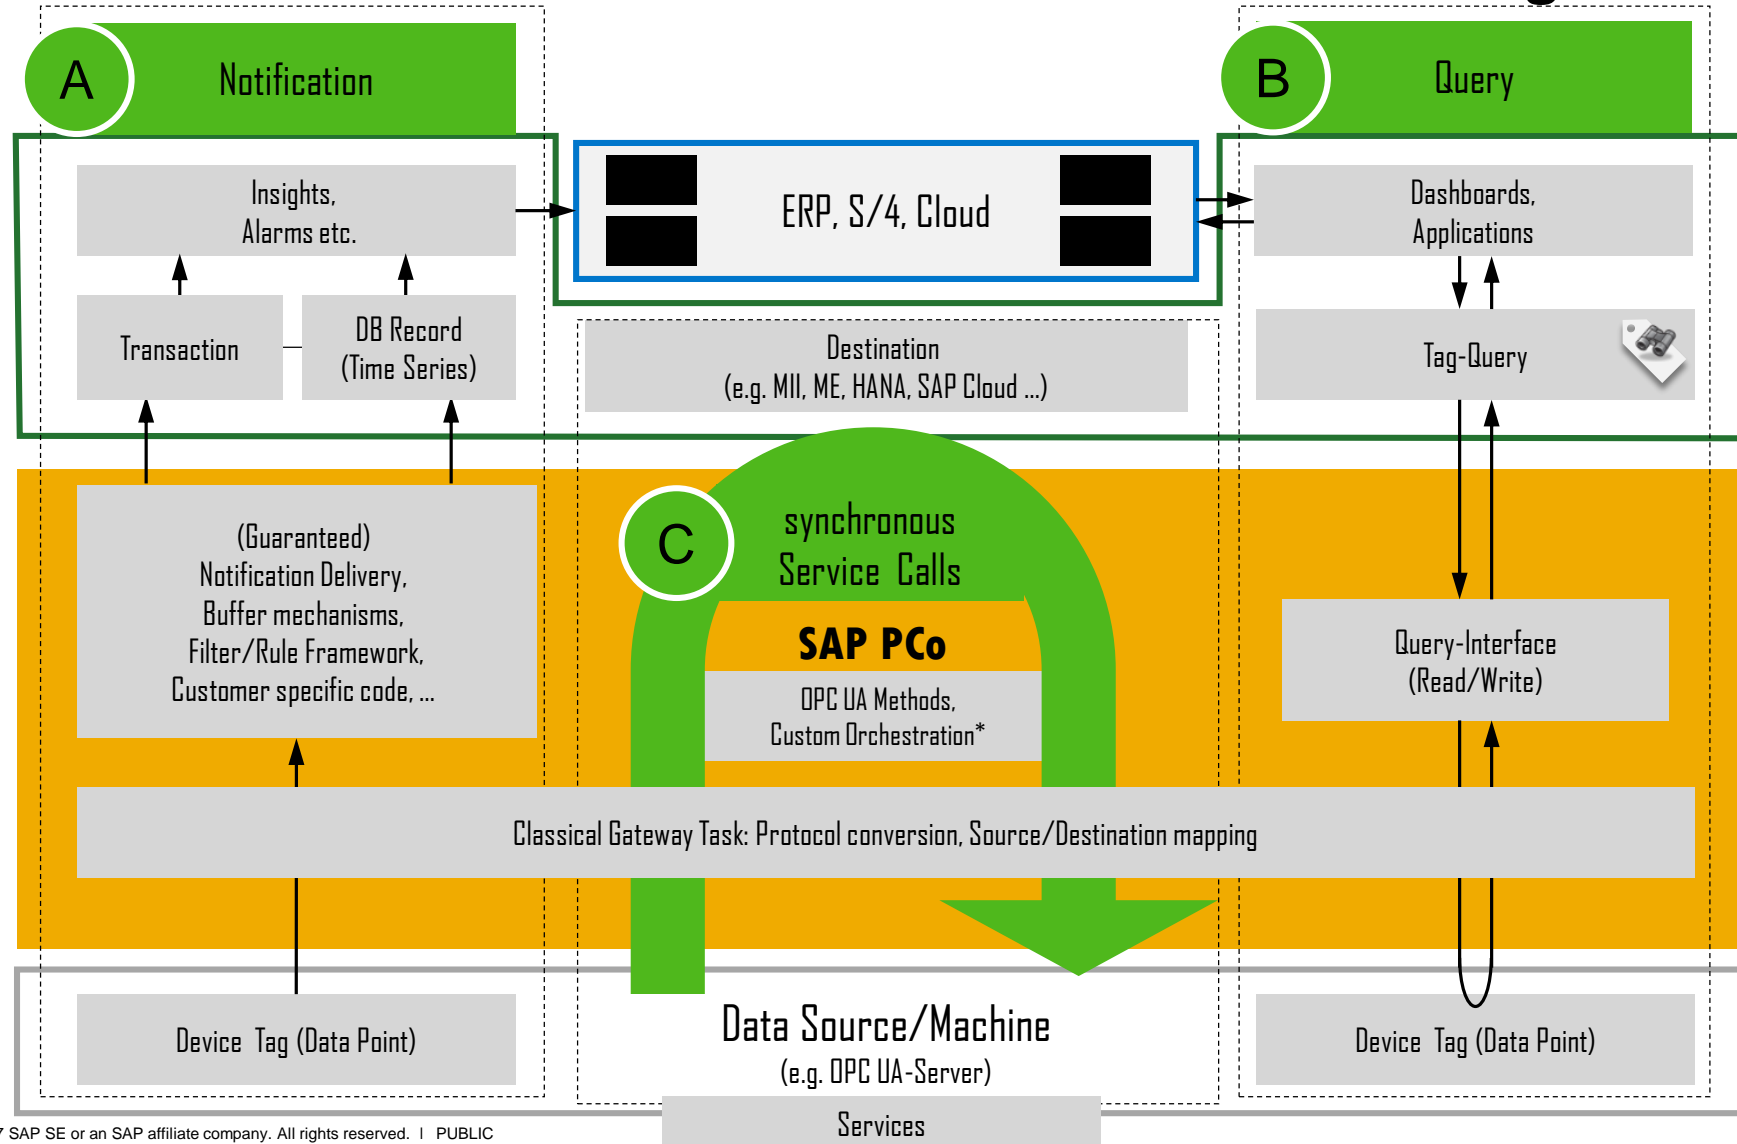 A
Notification
B
Query
Insights,
Alarms etc.
ERP, S/4, Cloud
Dashboards,
Applications
Transaction
DB Record
(Time Series)
Destination
(e.g. MII, ME, HANA, SAP Cloud ...)
Tag-Query
(Guaranteed)
Notification Delivery,
Buffer mechanisms,
Filter/Rule Framework,
Customer specific code, ...
C
synchronous
Service Calls
SAP PCo
OPC UA Methods,
Custom Orchestration*
Query-Interface
(Read/Write)
Classical Gateway Task: Protocol conversion, Source/Destination mapping
Device Tag (Data Point)
Data Source/Machine
(e.g. OPC UA-Server)
Device Tag (Data Point)
Services
7 SAP SE or an SAP affiliate company. All rights reserved. | PUBLIC